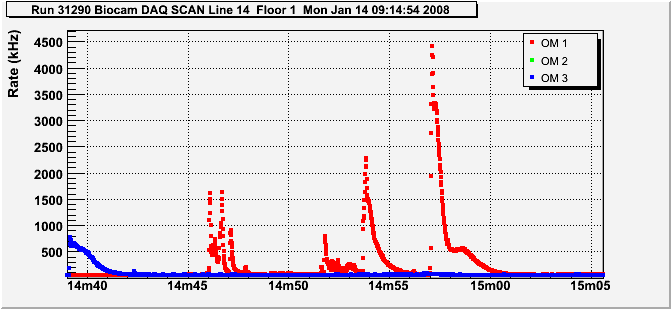 Run 31290 Biocam DAQ SCAN Line 14 Floor 1 Mon Jan 14 09:14:54 2008
Rate (kHz)
4500
4000
3500
3000
2500
2000
1500
1000
500
OM 1
OM 2
OM 3
14m40 14m45 14m50 14m55 15m00 15m05